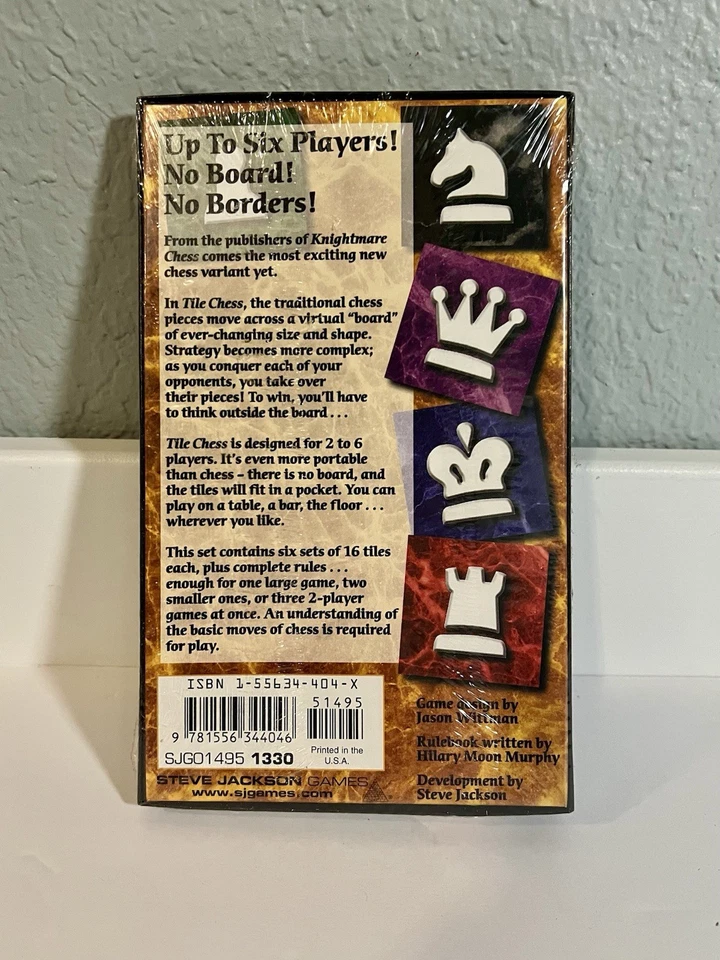 Up To Six Players!
No Board!
No Borders!
From the publishers of Knightmare
Chess comes the most exciting new
chess variant yet.
In Tile Chess, the traditional chess
pieces move across a virtual "board"
of ever-changing size and shape.
Strategy becomes more complex;
as you conquer each of your
opponents, you take over
their pieces! To win, you'll have
to think outside the board . . .
Tile Chess is designed for 2 to 6
players. It's even more portable
than chess – there is no board, and
the tiles will fit in a pocket. You can
play on a table, a bar, the floor . . .
wherever you like.
This set contains six sets of 16 tiles
each, plus complete rules . . .
enough for one large game, two
smaller ones, or three 2-player
games at once. An understanding of
the basic moves of chess is required
for play.
ISBN 1-55634-404-X
51495
9 781556 344046
SJG01495 1330
Printed in the
U.S.A.
STEVE JACKSON GAMES
www.sjgames.com
Game design by
Jason Wittman
Rulebook written by
Hilary Moon Murphy
Development by
Steve Jackson